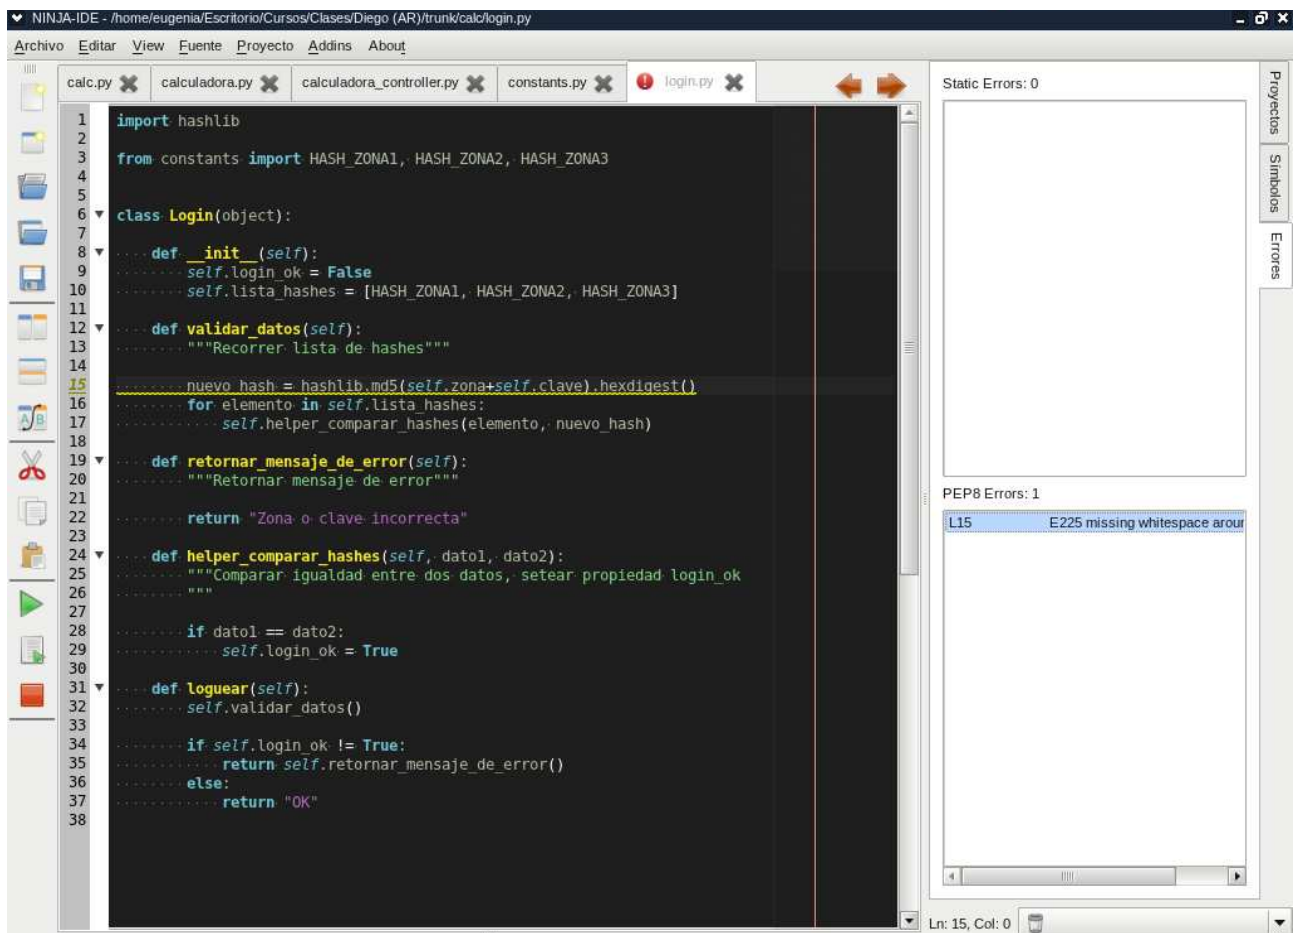 NINJA-IDE - /home/eugenia/Escritorio/Cursos/Clases/Diego (AR)/trunk/calc/login.py
Archivo Editar View Fuente Proyecto Addins About
calc.py calculadora.py calculadora_controller.py constants.py login.py
1 import hashlib
2
3 from constants import HASH_ZONA1, HASH_ZONA2, HASH_ZONA3
4
5
6 class Login(object):
7
8 def __init__(self):
9 self.login_ok = False
10 self.lista_hashes = [HASH_ZONA1, HASH_ZONA2, HASH_ZONA3]
11
12 def validar_datos(self):
13 """Recorrer lista de hashes"""
14
15 nuevo_hash = hashlib.md5(self.zona+self.clave).hexdigest()
16 for elemento in self.lista_hashes:
17 self.helper_comparar_hashes(elemento, nuevo_hash)
18
19 def retornar_mensaje_de_error(self):
20 """Retornar mensaje de error"""
21
22 return "Zona o clave incorrecta"
23
24 def helper_comparar_hashes(self, dato1, dato2):
25 """Comparar igualdad entre dos datos, setear propiedad login_ok
26 """
27
28 if dato1 == dato2:
29 self.login_ok = True
30
31 def loguear(self):
32 self.validar_datos()
33
34 if self.login_ok != True:
35 return self.retornar_mensaje_de_error()
36 else:
37 return "OK"
38
Static Errors: 0
PEP8 Errors: 1
L15 E225 missing whitespace arour
Ln: 15, Col: 0
Proyectos
Símbolos
Errores
A B